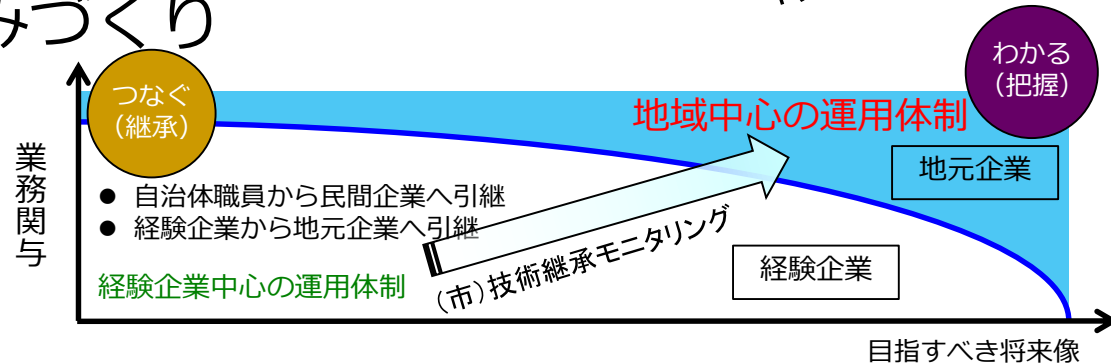 みづくり
つなぐ
(継承)
わかる
(把握)
地域中心の運用体制
地元企業
業務関与
● 自治体職員から民間企業へ引継
● 経験企業から地元企業へ引継
(市)技術継承モニタリング
経験企業
経験企業中心の運用体制
目指すべき将来像